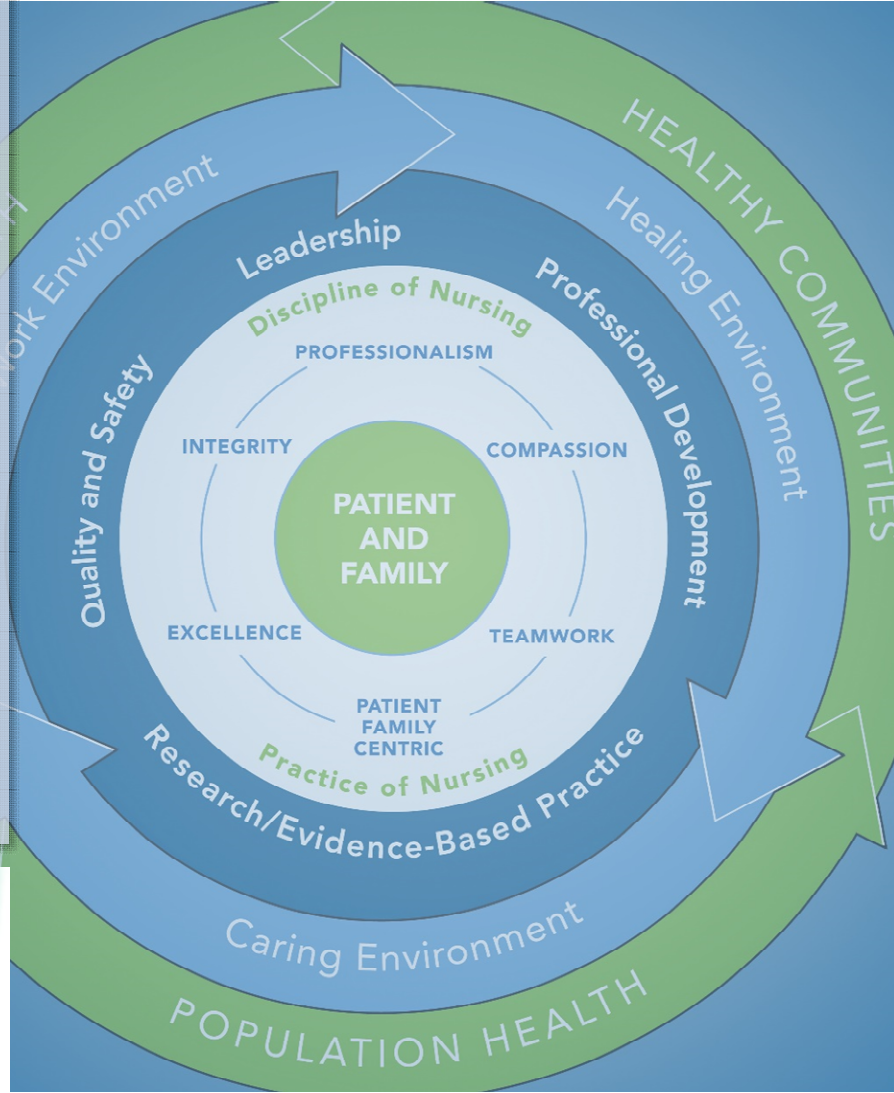 HEALTHY COMMUNITIES
Healing Environment
Work Environment
Leadership
Professional Development
Discipline of Nursing
PROFESSIONALISM
INTEGRITY
COMPASSION
Quality and Safety
PATIENT
AND
FAMILY
EXCELLENCE
TEAMWORK
PATIENT
FAMILY
CENTRIC
Practice of Nursing
Research/Evidence-Based Practice
Caring Environment
POPULATION HEALTH